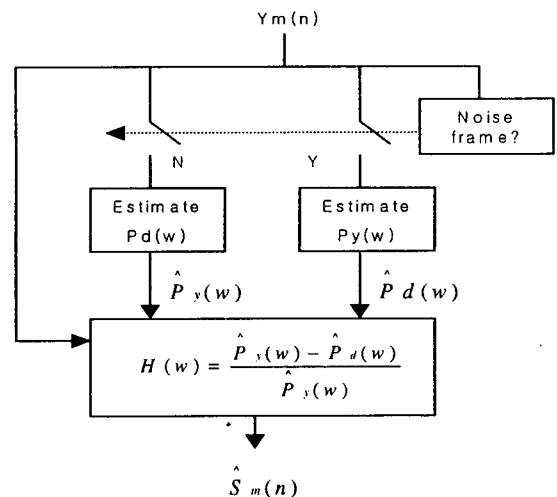 Ym(n)
Noise
frame?
N
Y
Estimate
Pd(w)
Estimate
Py(w)
P̂ y(w)
P̂ d(w)
H(w) = (P̂ y(w) − P̂ d(w)) / P̂ y(w)
Ŝ m(n)